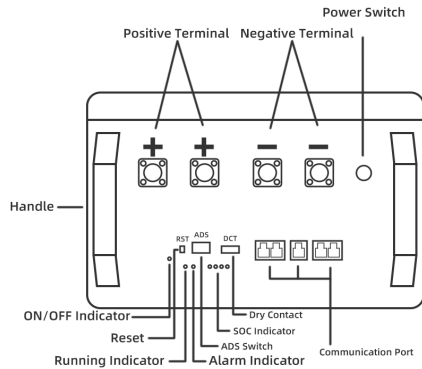 Power Switch
Positive Terminal Negative Terminal
+ + − −
Handle
RST ADS DCT
ON/OFF Indicator
Dry Contact
Reset
SOC Indicator
ADS Switch
Running Indicator
Alarm Indicator
Communication Port